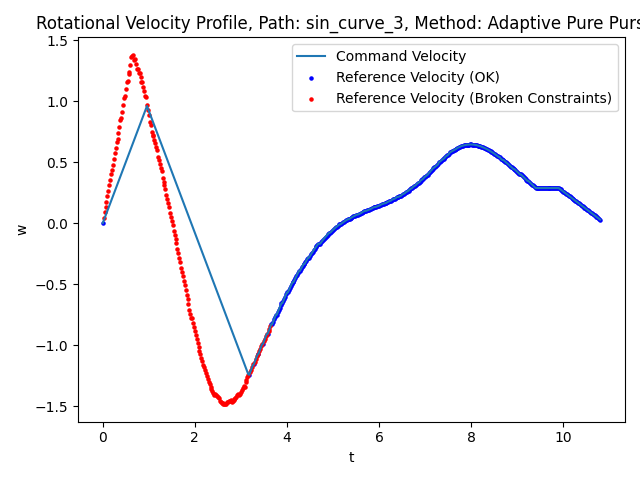 Rotational Velocity Profile, Path: sin_curve_3, Method: Adaptive Pure Purs
Command Velocity
Reference Velocity (OK)
Reference Velocity (Broken Constraints)
1.5
1.0
0.5
0.0
−0.5
−1.0
−1.5
w
0 2 4 6 8 10
t